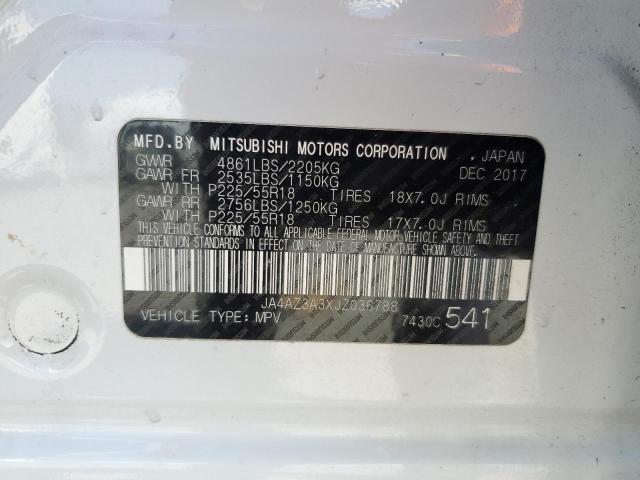 MFD.BY MITSUBISHI MOTORS CORPORATION , JAPAN
GVWR 4861LBS/2205KG DEC 2017
GAWR FR 2535LBS/1150KG
WITH P225/55R18 TIRES 18X7.0J RIMS
GAWR RR 2756LBS/1250KG
WITH P225/55R18 TIRES 17X7.0J RIMS
THIS VEHICLE CONFORMS TO ALL APPLICABLE FEDERAL MOTOR VEHICLE SAFETY AND THEFT
PREVENTION STANDARDS IN EFFECT ON THE DATE OF MANUFACTURE SHOWN ABOVE.
JA4AZ3A3XJZ036788
VEHICLE TYPE: MPV 7430C 541